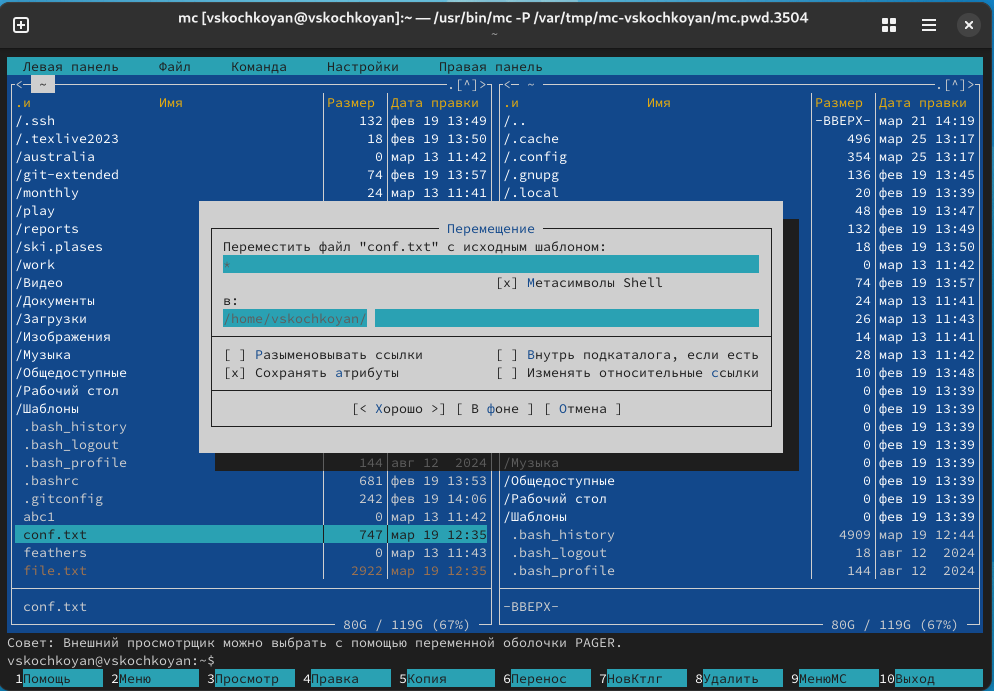 mc [vskochkoyan@vskochkoyan]:~ — /usr/bin/mc -P /var/tmp/mc-vskochkoyan/mc.pwd.3504
~
Левая панель Файл Команда Настройки Правая панель
<- ~ .[^]> <- ~ .[^]>
.и Имя Размер Дата правки .и Имя Размер Дата правки
/.ssh 132 фев 19 13:49 /.. -ВВЕРХ- мар 21 14:19
/.texlive2023 18 фев 19 13:50 /.cache 496 мар 25 13:17
/australia 0 мар 13 11:42 /.config 354 мар 25 13:17
/git-extended 74 фев 19 13:57 /.gnupg 136 фев 19 13:45
/monthly 24 мар 13 11:41 /.local 20 фев 19 13:39
/play 48 фев 19 13:47
/reports Перемещение 132 фев 19 13:49
/ski.plases Переместить файл "conf.txt" с исходным шаблоном: 18 фев 19 13:50
/work * 0 мар 13 11:42
/Видео [x] Метасимволы Shell 74 фев 19 13:57
/Документы в: 24 мар 13 11:41
/Загрузки /home/vskochkoyan/ 26 мар 13 11:43
/Изображения 14 мар 13 11:41
/Музыка [ ] Разыменовывать ссылки [ ] Внутрь подкаталога, если есть 28 мар 13 11:42
/Общедоступные [x] Сохранять атрибуты [ ] Изменять относительные ссылки 10 фев 19 13:48
/Рабочий стол 0 фев 19 13:39
/Шаблоны [< Хорошо >] [ В фоне ] [ Отмена ] 0 фев 19 13:39
.bash_history 0 фев 19 13:39
.bash_logout 0 фев 19 13:39
.bash_profile 144 авг 12 2024 /Музыка 0 фев 19 13:39
.bashrc 681 фев 19 13:53 /Общедоступные 0 фев 19 13:39
.gitconfig 242 фев 19 14:06 /Рабочий стол 0 фев 19 13:39
abc1 0 мар 13 11:42 /Шаблоны 0 фев 19 13:39
conf.txt 747 мар 19 12:35 .bash_history 4909 мар 19 12:44
feathers 0 мар 13 11:43 .bash_logout 18 авг 12 2024
file.txt 2922 мар 19 12:35 .bash_profile 144 авг 12 2024
conf.txt -ВВЕРХ-
80G / 119G (67%) 80G / 119G (67%)
Совет: Внешний просмотрщик можно выбрать с помощью переменной оболочки PAGER.
vskochkoyan@vskochkoyan:~$
1Помощь 2Меню 3Просмотр 4Правка 5Копия 6Перенос 7НовКтлг 8Удалить 9МенюМС 10Выход